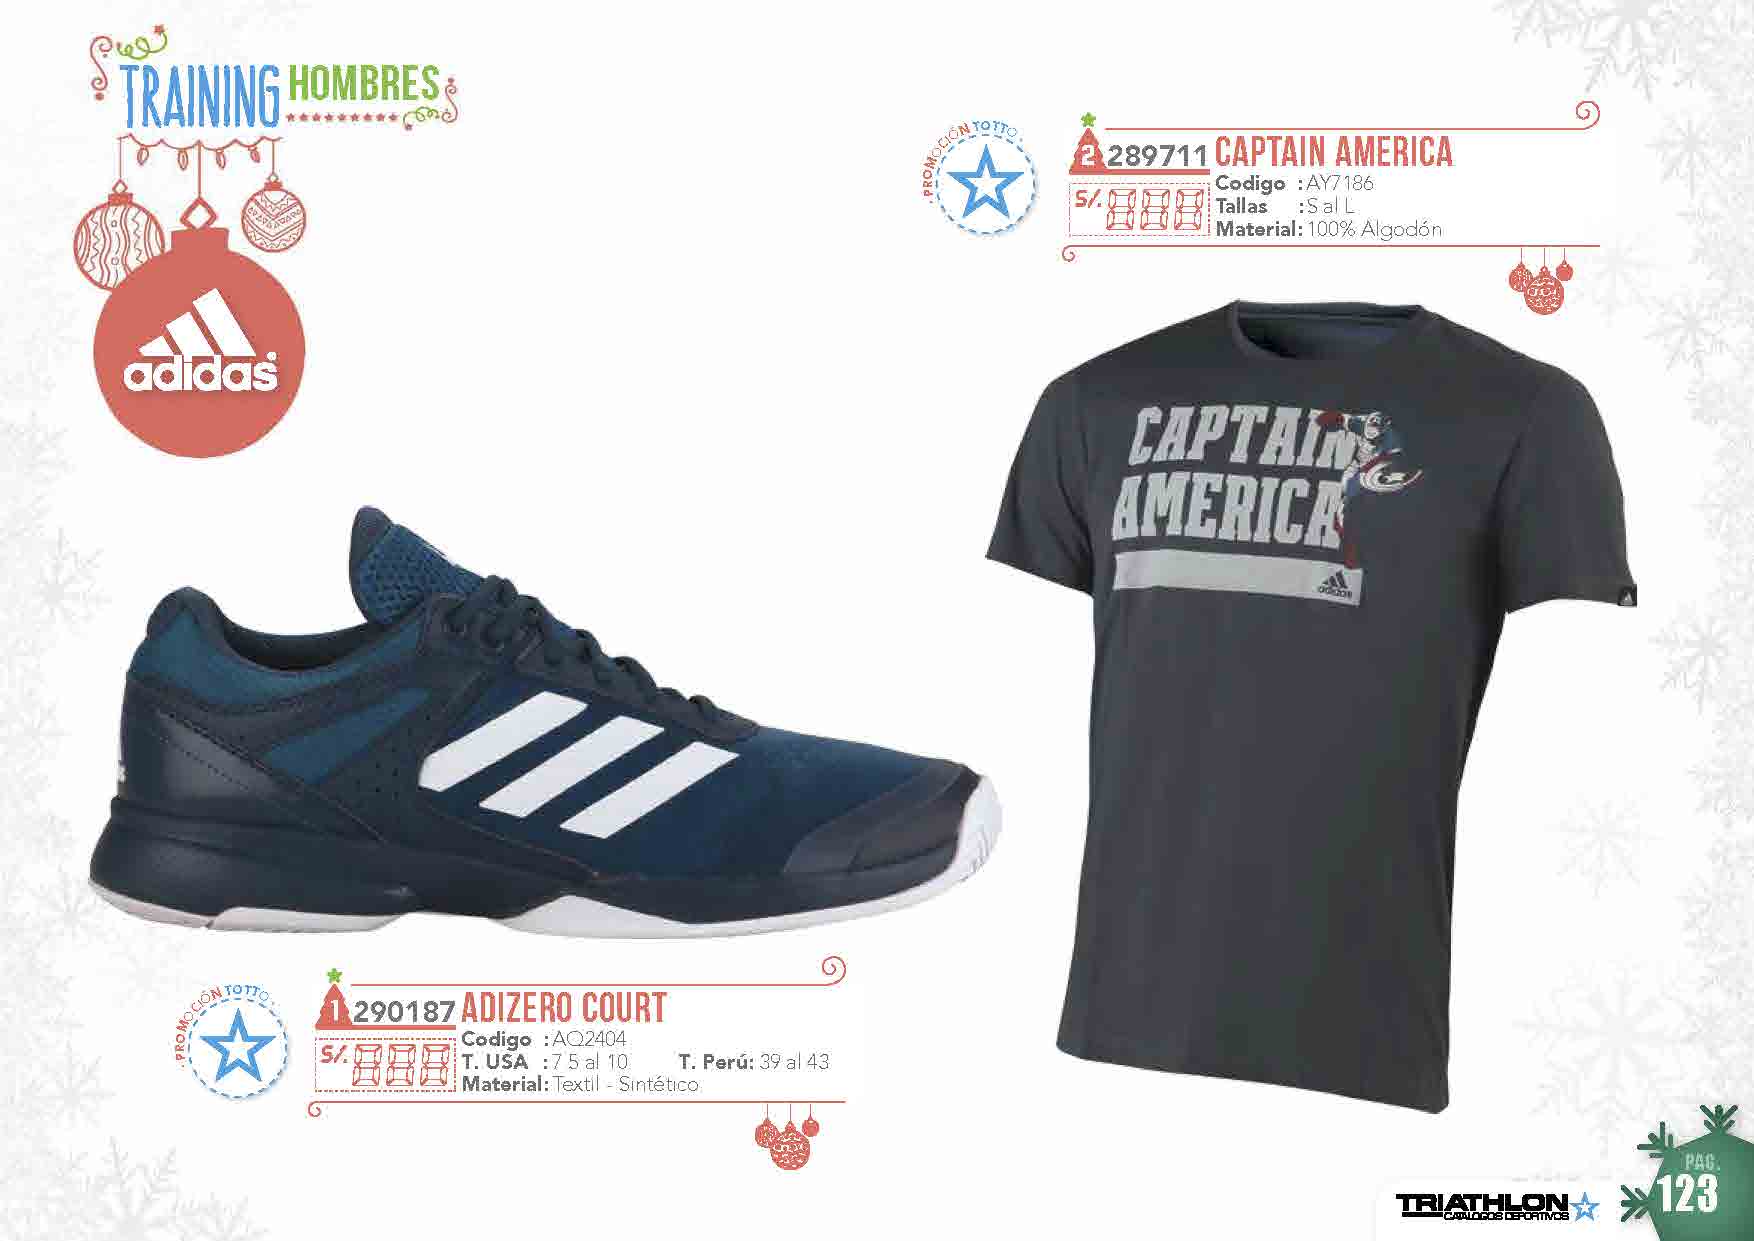 TRAINING HOMBRES
adidas
PROMOCIÓN TOTTO
2 289711 CAPTAIN AMERICA
S/. 888
Codigo : AY7186
Tallas : S al L
Material: 100% Algodón
CAPTAIN
AMERICA
adidas
PROMOCIÓN TOTTO
1 290187 ADIZERO COURT
S/. 888
Codigo : AQ2404
T. USA : 7 5 al 10 T. Perú: 39 al 43
Material: Textil - Sintético
TRIATHLON
CATALOGOS DEPORTIVOS
PAG.
123